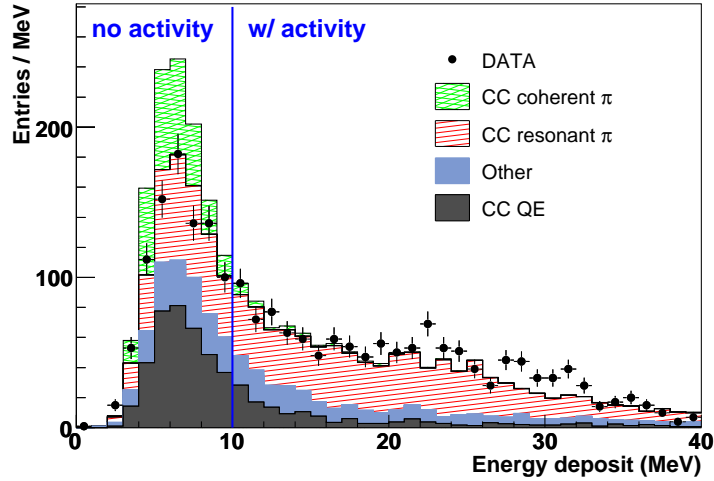 no activity w/ activity
DATA
CC coherent π
CC resonant π
Other
CC QE
Entries / MeV
200
100
0
0 10 20 30 40
Energy deposit (MeV)